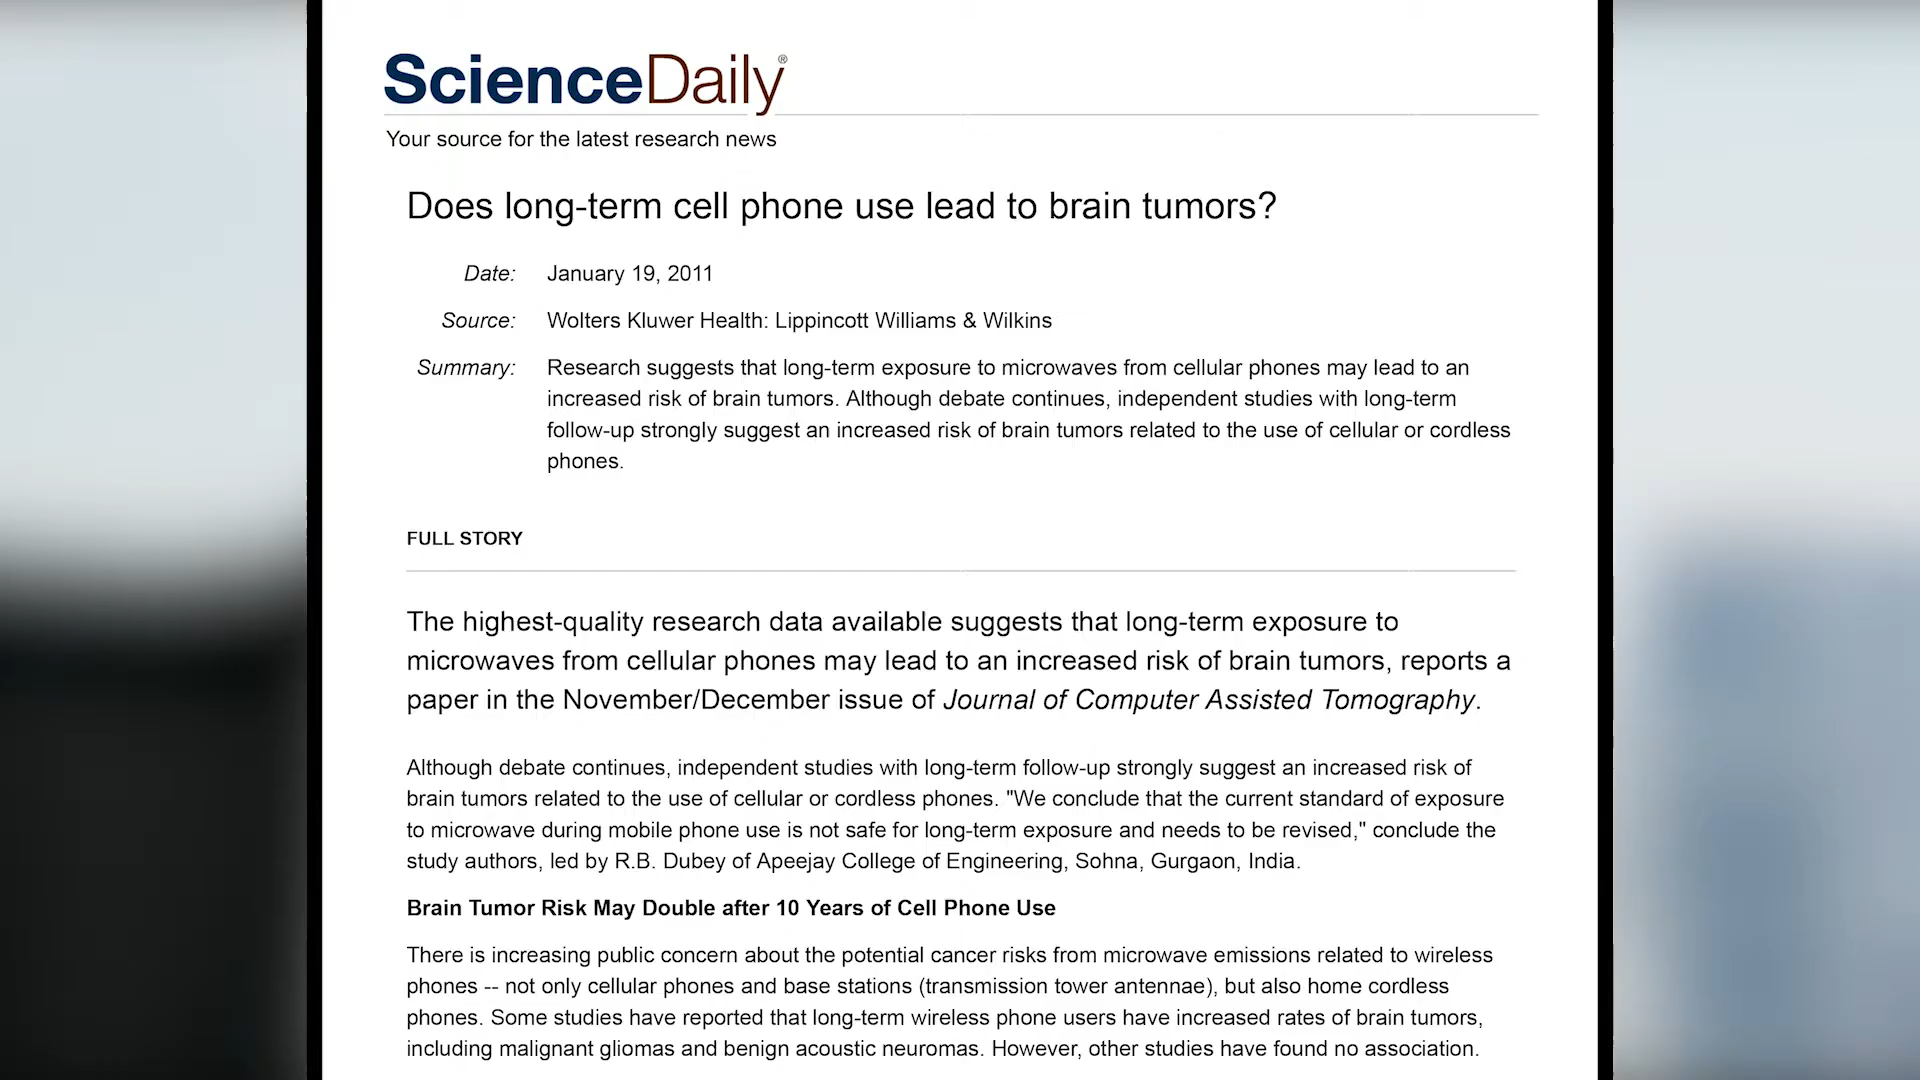 ScienceDaily®
Your source for the latest research news
Does long-term cell phone use lead to brain tumors?
Date: January 19, 2011
Source: Wolters Kluwer Health: Lippincott Williams & Wilkins
Summary: Research suggests that long-term exposure to microwaves from cellular phones may lead to an
increased risk of brain tumors. Although debate continues, independent studies with long-term
follow-up strongly suggest an increased risk of brain tumors related to the use of cellular or cordless
phones.
FULL STORY
The highest-quality research data available suggests that long-term exposure to
microwaves from cellular phones may lead to an increased risk of brain tumors, reports a
paper in the November/December issue of Journal of Computer Assisted Tomography.
Although debate continues, independent studies with long-term follow-up strongly suggest an increased risk of
brain tumors related to the use of cellular or cordless phones. "We conclude that the current standard of exposure
to microwave during mobile phone use is not safe for long-term exposure and needs to be revised," conclude the
study authors, led by R.B. Dubey of Apeejay College of Engineering, Sohna, Gurgaon, India.
Brain Tumor Risk May Double after 10 Years of Cell Phone Use
There is increasing public concern about the potential cancer risks from microwave emissions related to wireless
phones -- not only cellular phones and base stations (transmission tower antennae), but also home cordless
phones. Some studies have reported that long-term wireless phone users have increased rates of brain tumors,
including malignant gliomas and benign acoustic neuromas. However, other studies have found no association.